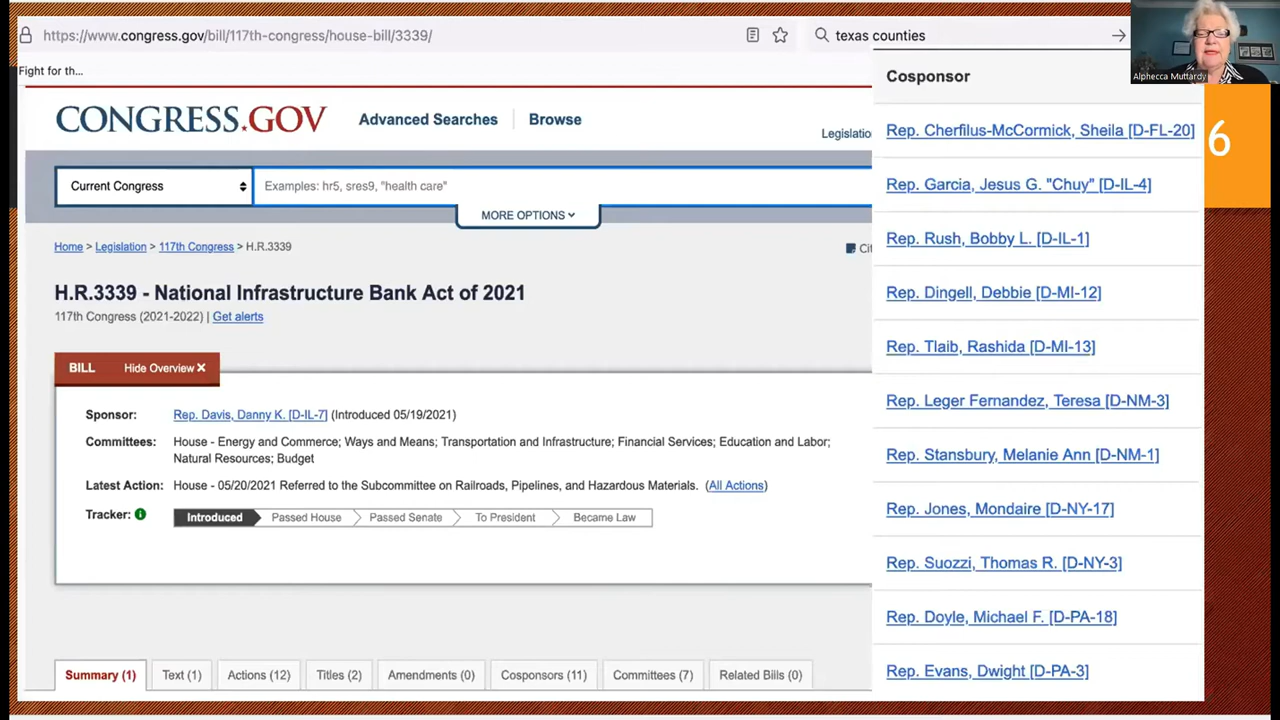 https://www.congress.gov/bill/117th-congress/house-bill/3339/
texas counties
Fight for th...
Alphecca Muttardy
6
CONGRESS.GOV
Advanced Searches
Browse
Legislatio
Current Congress
Examples: hr5, sres9, "health care"
MORE OPTIONS
Home > Legislation > 117th Congress > H.R.3339
Cit
H.R.3339 - National Infrastructure Bank Act of 2021
117th Congress (2021-2022) | Get alerts
BILL
Hide Overview ×
Sponsor: Rep. Davis, Danny K. [D-IL-7] (Introduced 05/19/2021)
Committees: House - Energy and Commerce; Ways and Means; Transportation and Infrastructure; Financial Services; Education and Labor;
Natural Resources; Budget
Latest Action: House - 05/20/2021 Referred to the Subcommittee on Railroads, Pipelines, and Hazardous Materials. (All Actions)
Tracker: Introduced Passed House Passed Senate To President Became Law
Summary (1) Text (1) Actions (12) Titles (2) Amendments (0) Cosponsors (11) Committees (7) Related Bills (0)
Cosponsor
Rep. Cherfilus-McCormick, Sheila [D-FL-20]
Rep. Garcia, Jesus G. "Chuy" [D-IL-4]
Rep. Rush, Bobby L. [D-IL-1]
Rep. Dingell, Debbie [D-MI-12]
Rep. Tlaib, Rashida [D-MI-13]
Rep. Leger Fernandez, Teresa [D-NM-3]
Rep. Stansbury, Melanie Ann [D-NM-1]
Rep. Jones, Mondaire [D-NY-17]
Rep. Suozzi, Thomas R. [D-NY-3]
Rep. Doyle, Michael F. [D-PA-18]
Rep. Evans, Dwight [D-PA-3]